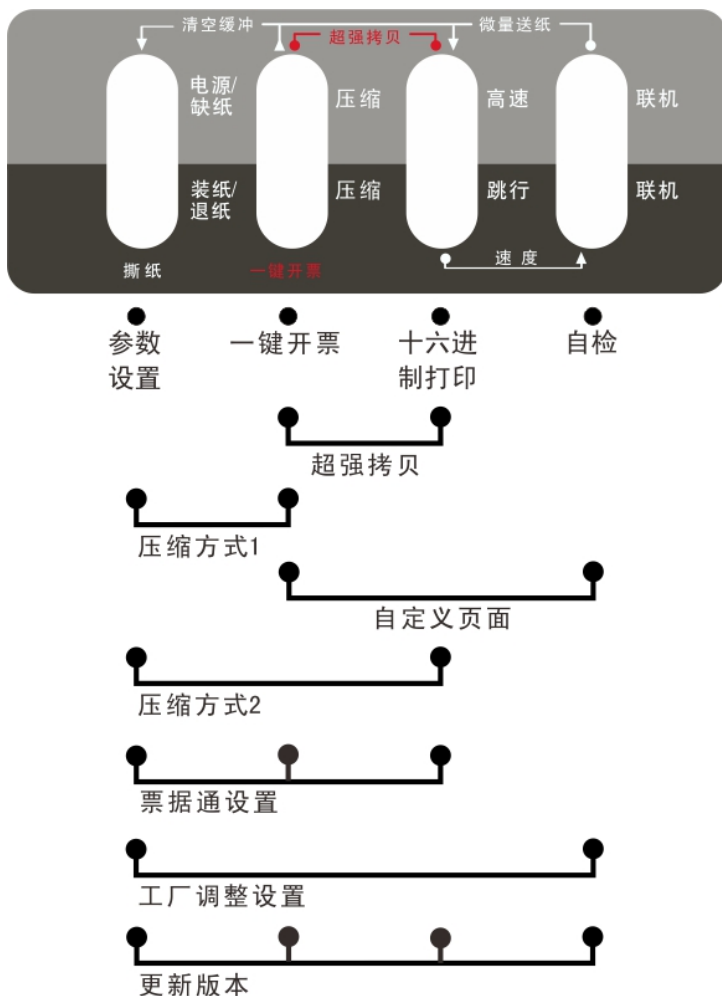 清空缓冲
超强拷贝
微量送纸
电源/
缺纸
压缩
高速
联机
装纸/
退纸
压缩
跳行
联机
撕纸
一键开票
速度
参数
设置
一键开票
十六进
制打印
自检
超强拷贝
压缩方式1
自定义页面
压缩方式2
票据通设置
工厂调整设置
更新版本